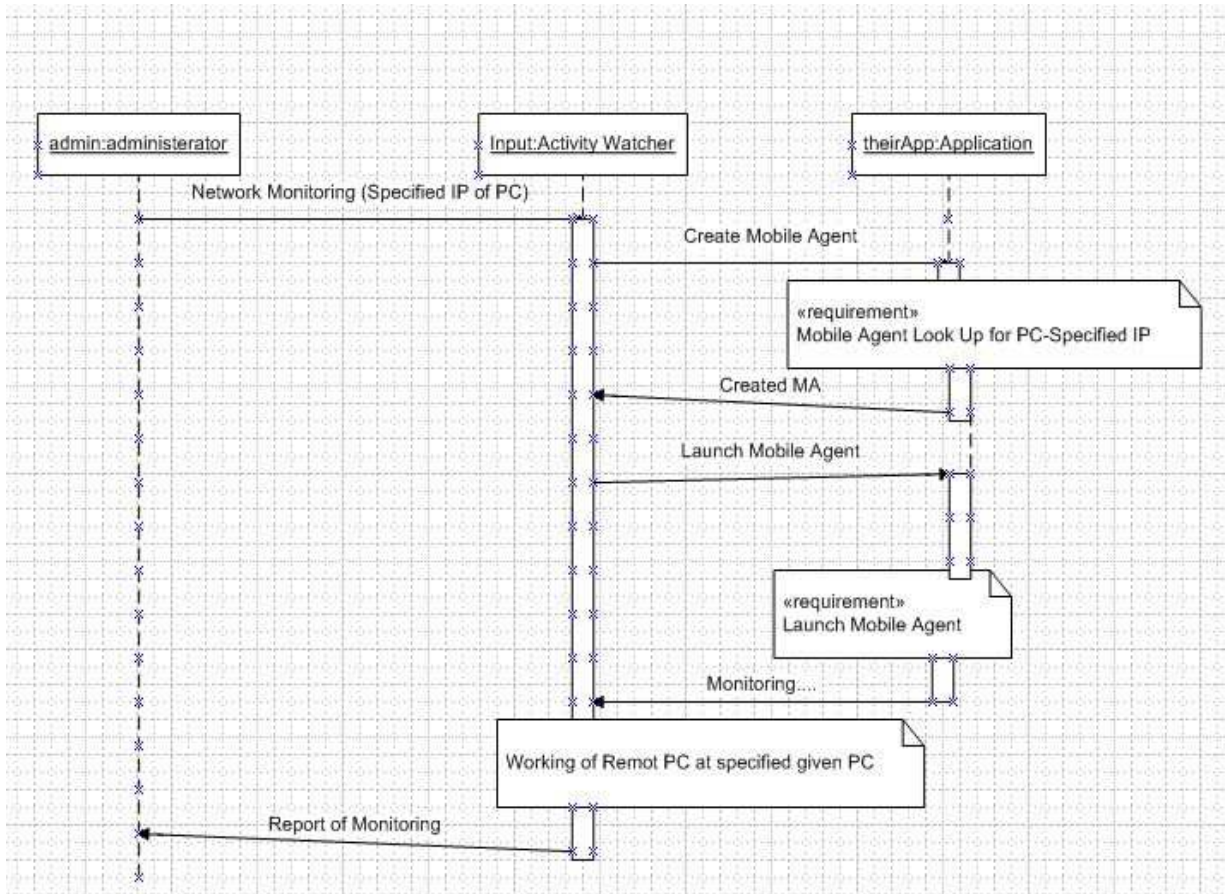 admin:administerator
Input:Activity Watcher
theirApp:Application
Network Monitoring (Specified IP of PC)
Create Mobile Agent
«requirement»
Mobile Agent Look Up for PC-Specified IP
Created MA
Launch Mobile Agent
«requirement»
Launch Mobile Agent
Monitoring....
Working of Remot PC at specified given PC
Report of Monitoring